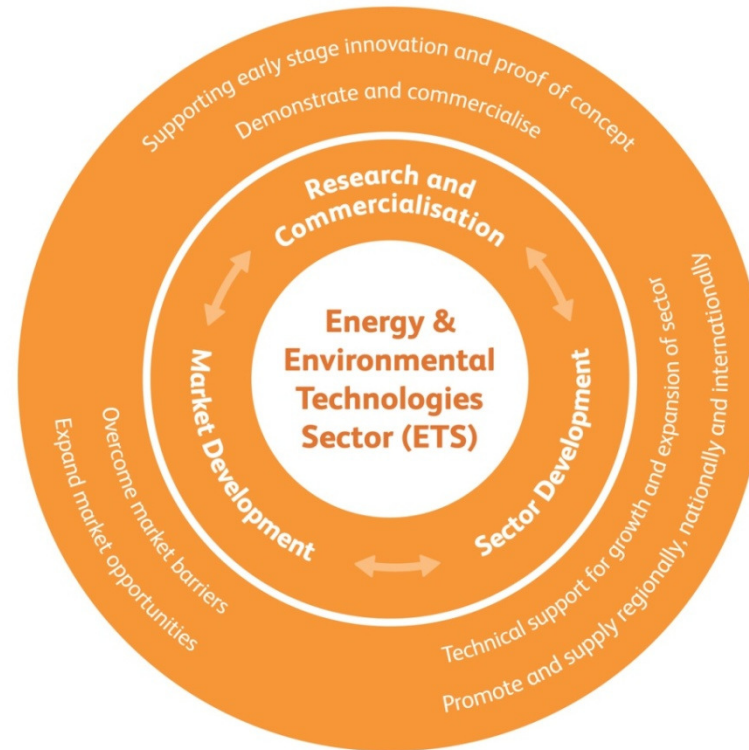 Supporting early stage innovation and proof of concept
Demonstrate and commercialise
Research and
Commercialisation
Energy &
Environmental
Technologies
Sector (ETS)
Market Development
Overcome market barriers
Expand market opportunities
Sector Development
Technical support for growth and expansion of sector
Promote and supply regionally, nationally and internationally